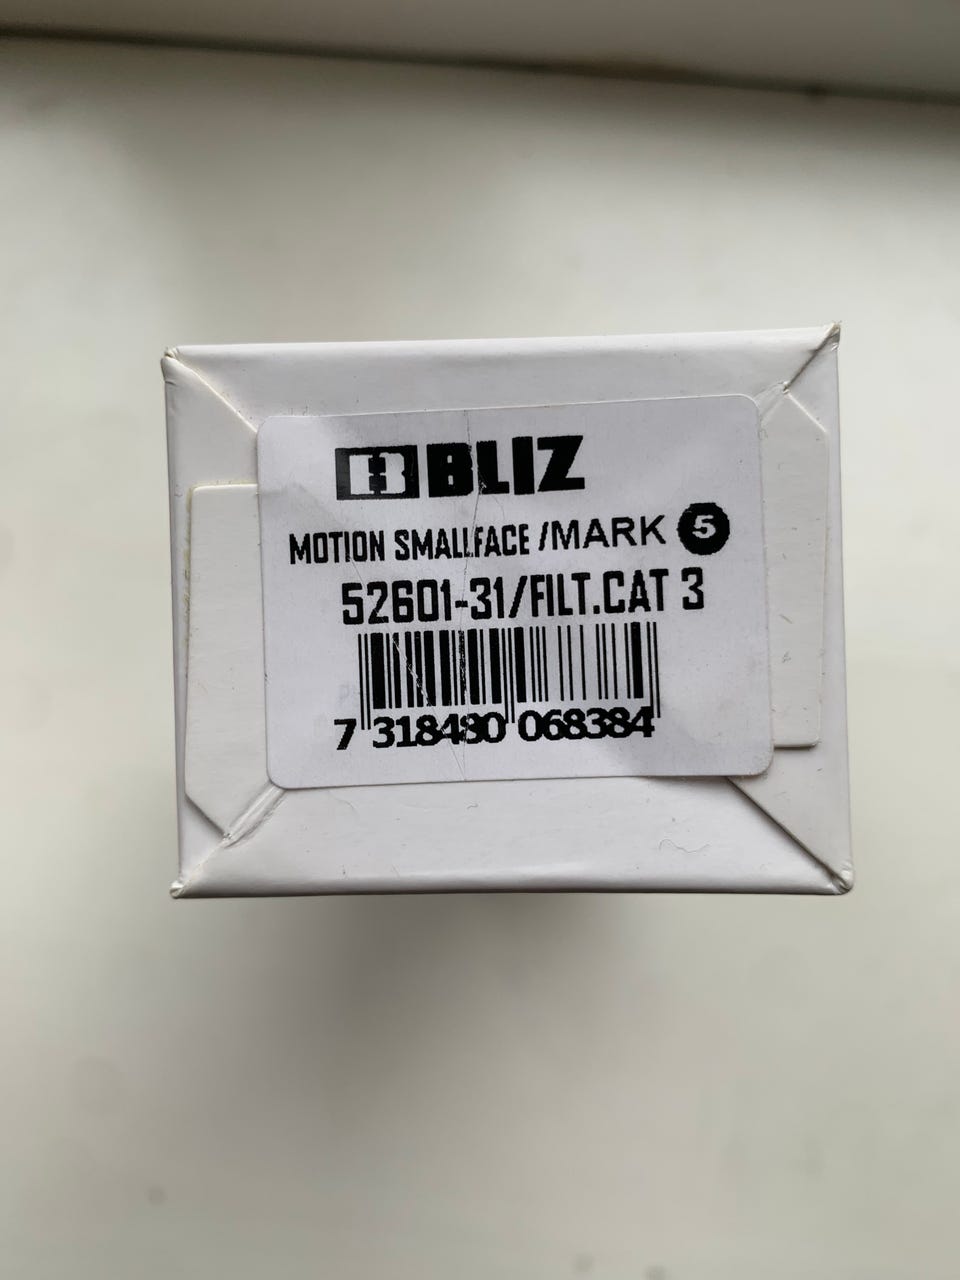 BLIZ
MOTION SMALLFACE /MARK 5
52601-31/FILT.CAT 3
7 318480 068384